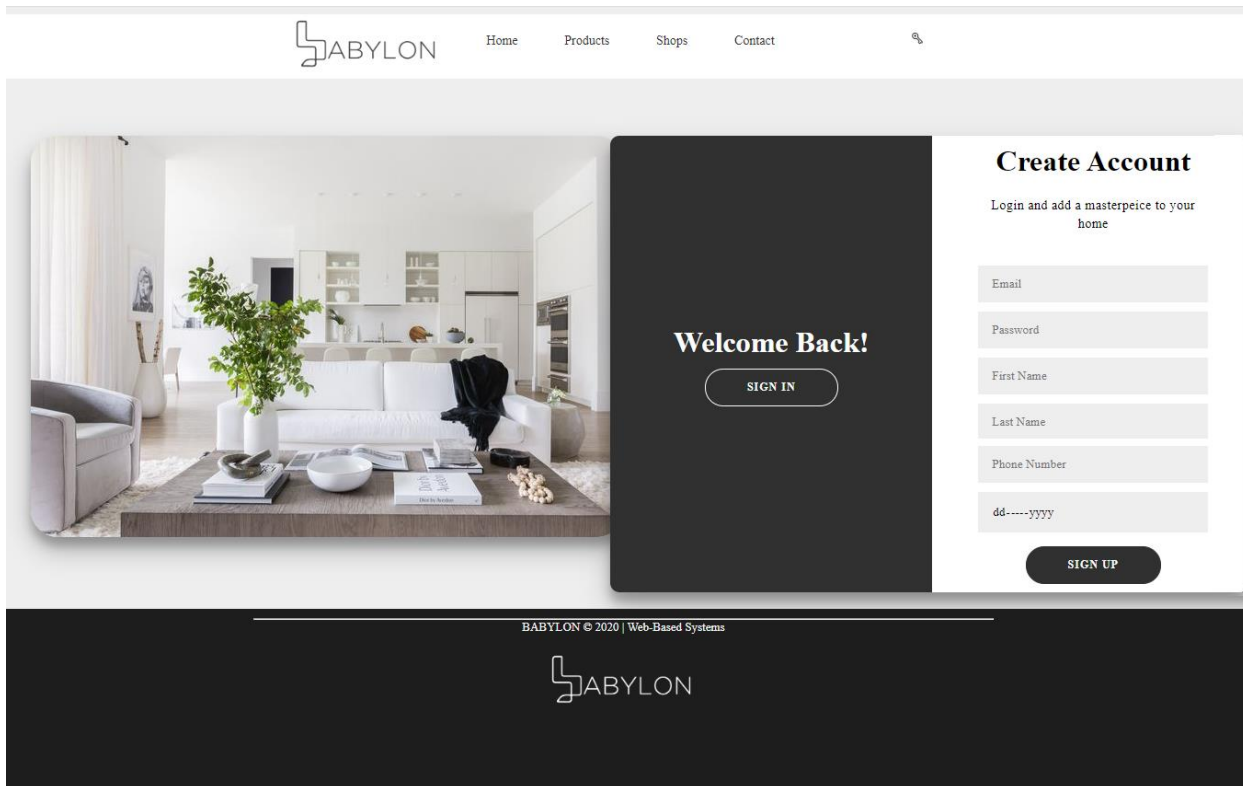 BABYLON
Home
Products
Shops
Contact
Create Account
Login and add a masterpeice to your
home
Email
Password
First Name
Last Name
Phone Number
dd-----yyyy
SIGN UP
Welcome Back!
SIGN IN
BABYLON © 2020 | Web-Based Systems
BABYLON